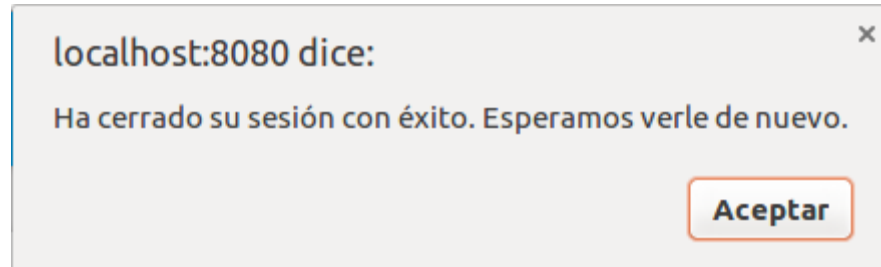 localhost:8080 dice:
Ha cerrado su sesión con éxito. Esperamos verle de nuevo.
Aceptar